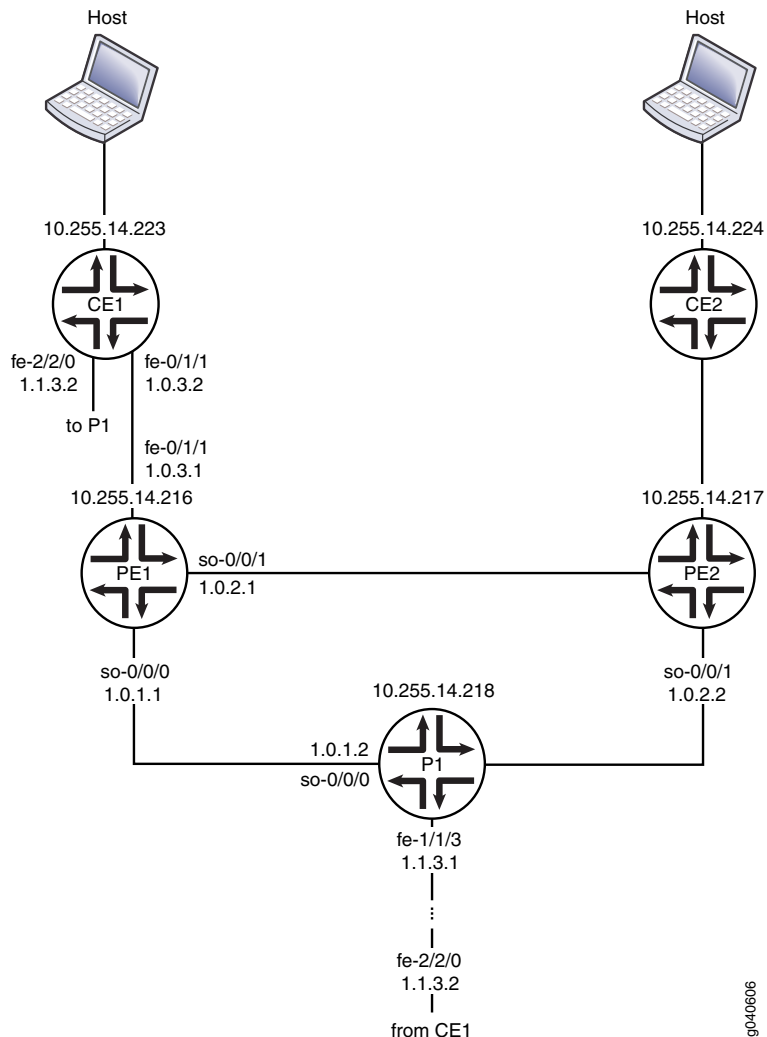 Host
Host
10.255.14.223
10.255.14.224
CE1
CE2
fe-2/2/0
1.1.3.2
fe-0/1/1
1.0.3.2
to P1
fe-0/1/1
1.0.3.1
10.255.14.216
10.255.14.217
PE1
so-0/0/1
1.0.2.1
PE2
so-0/0/0
1.0.1.1
10.255.14.218
so-0/0/1
1.0.2.2
1.0.1.2
so-0/0/0
P1
fe-1/1/3
1.1.3.1
...
fe-2/2/0
1.1.3.2
from CE1
g040606